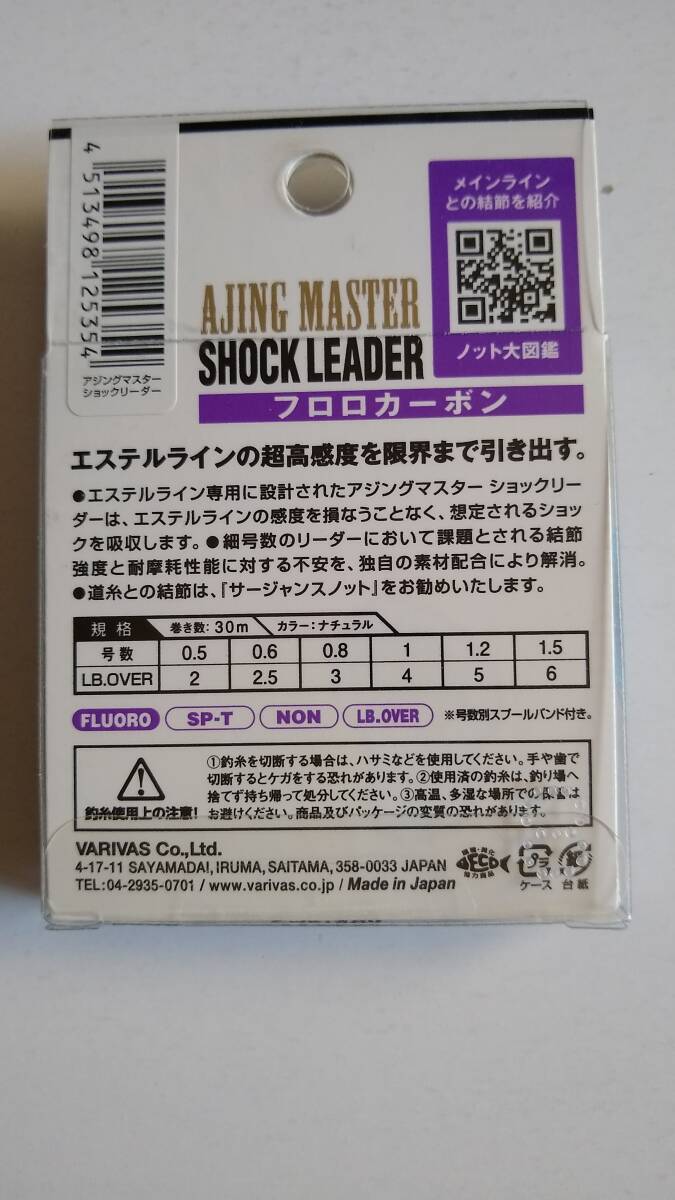 4 513498 125354
アジングマスター
ショックリーダー
メインライン
との結節を紹介
ノット大図鑑
AJING MASTER
SHOCK LEADER
フロロカーボン
エステルラインの超高感度を限界まで引き出す。
●エステルライン専用に設計されたアジングマスター ショックリー
ダーは、エステルラインの感度を損なうことなく、想定されるショッ
クを吸収します。●細号数のリーダーにおいて課題とされる結節
強度と耐摩耗性能に対する不安を、独自の素材配合により解消。
●道糸との結節は、『サージャンスノット』をお勧めいたします。
規格 巻き数:30m カラー:ナチュラル
号数 0.5 0.6 0.8 1 1.2 1.5
LB.OVER 2 2.5 3 4 5 6
FLUORO SP-T NON LB.OVER ※号数別スプールバンド付き。
①釣糸を切断する場合は、ハサミなどを使用してください。手や歯で
切断するとケガをする恐れがあります。②使用済の釣糸は、釣り場へ
捨てず持ち帰って処分してください。③高温、多湿な場所での保管は
お避けください。商品及びパッケージの変質の恐れがあります。
釣糸使用上の注意!
VARIVAS Co.,Ltd.
4-17-11 SAYAMADAI, IRUMA, SAITAMA, 358-0033 JAPAN
TEL:04-2935-0701 / www.varivas.co.jp / Made in Japan
ECO
プラ
紙
ケース 台紙